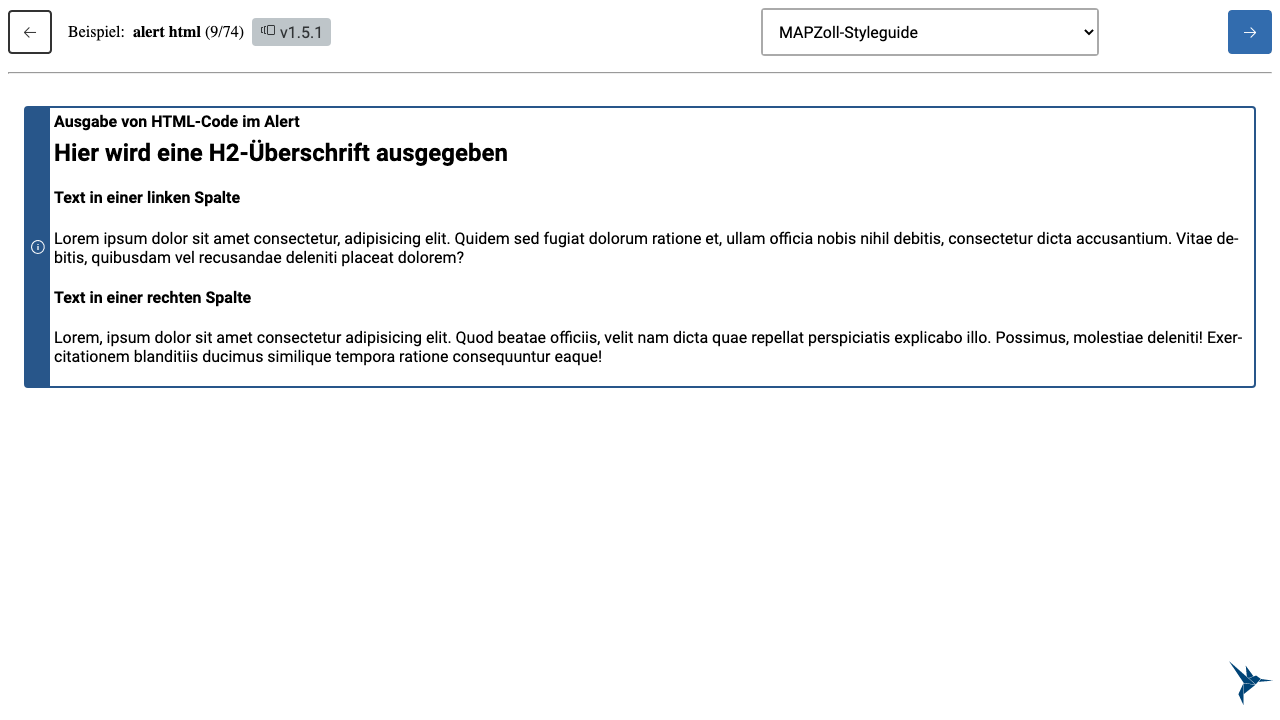 Beispiel: alert html (9/74) v1.5.1 MAPZoll-Styleguide
Ausgabe von HTML-Code im Alert
Hier wird eine H2-Überschrift ausgegeben
Text in einer linken Spalte
Lorem ipsum dolor sit amet consectetur, adipisicing elit. Quidem sed fugiat dolorum ratione et, ullam officia nobis nihil debitis, consectetur dicta accusantium. Vitae de-
bitis, quibusdam vel recusandae deleniti placeat dolorem?
Text in einer rechten Spalte
Lorem, ipsum dolor sit amet consectetur adipisicing elit. Quod beatae officiis, velit nam dicta quae repellat perspiciatis explicabo illo. Possimus, molestiae deleniti! Exer-
citationem blanditiis ducimus similique tempora ratione consequuntur eaque!